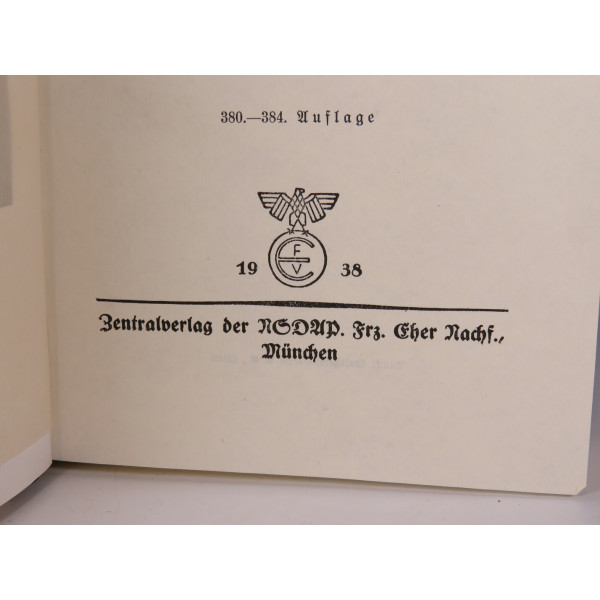 380.—384. Auflage
E F V
19 38
Zentralverlag der NSDAP. Frz. Eher Nachf.,
München